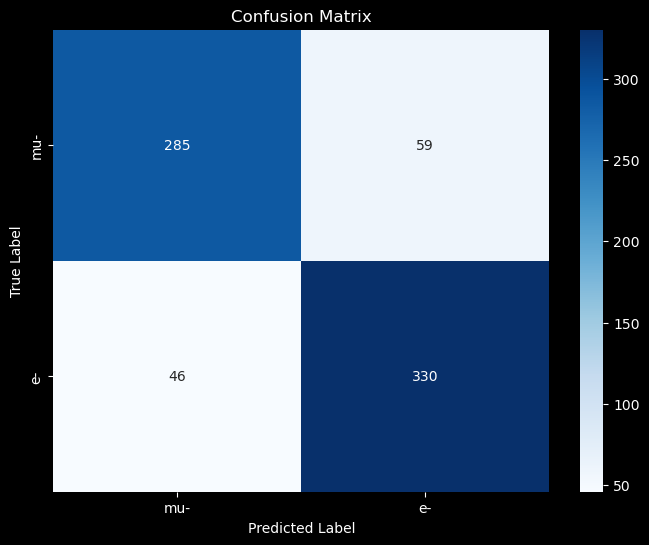 Confusion Matrix
True Label
mu-
285
59
e-
46
330
mu-
e-
Predicted Label
300
250
200
150
100
50